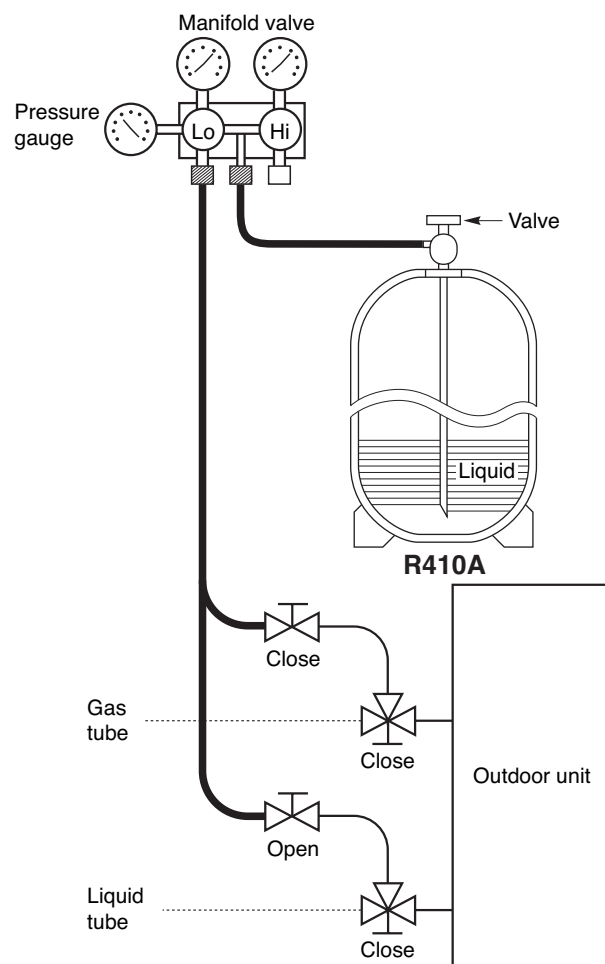 Manifold valve
Pressure
gauge
Lo
Hi
Valve
Liquid
R410A
Close
Gas
tube
Close
Outdoor unit
Open
Liquid
tube
Close